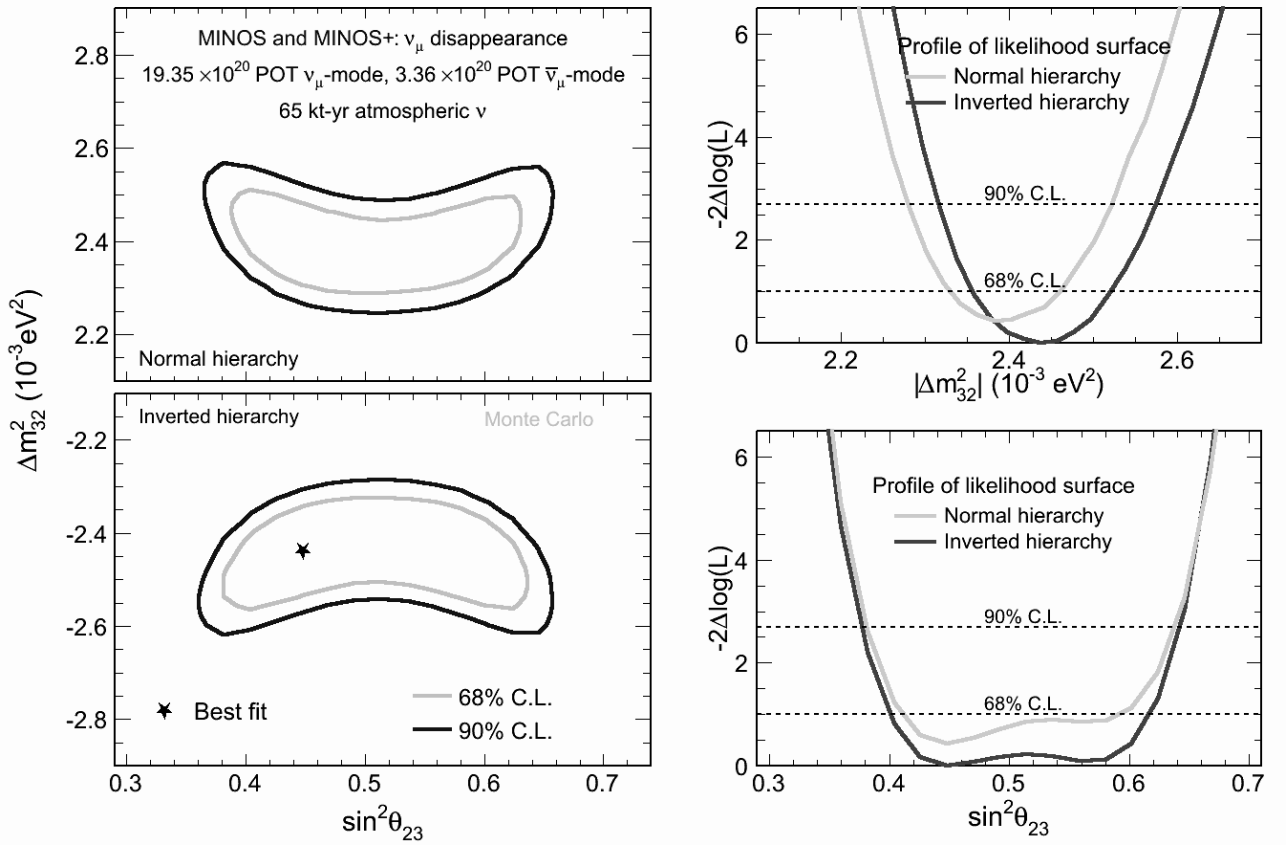 MINOS and MINOS+: ν_μ disappearance
19.35 ×10²⁰ POT ν_μ-mode, 3.36 ×10²⁰ POT ν̅_μ-mode
65 kt-yr atmospheric ν
2.8
2.6
2.4
2.2
Normal hierarchy
Δm²₃₂ (10⁻³eV²)
Inverted hierarchy
Monte Carlo
-2.2
-2.4
-2.6
-2.8
Best fit
68% C.L.
90% C.L.
0.3 0.4 0.5 0.6 0.7
sin²θ₂₃
Profile of likelihood surface
Normal hierarchy
Inverted hierarchy
-2Δlog(L)
6
4
2
0
90% C.L.
68% C.L.
2.2 2.4 2.6
|Δm²₃₂| (10⁻³ eV²)
Profile of likelihood surface
Normal hierarchy
Inverted hierarchy
-2Δlog(L)
6
4
2
0
90% C.L.
68% C.L.
0.3 0.4 0.5 0.6 0.7
sin²θ₂₃